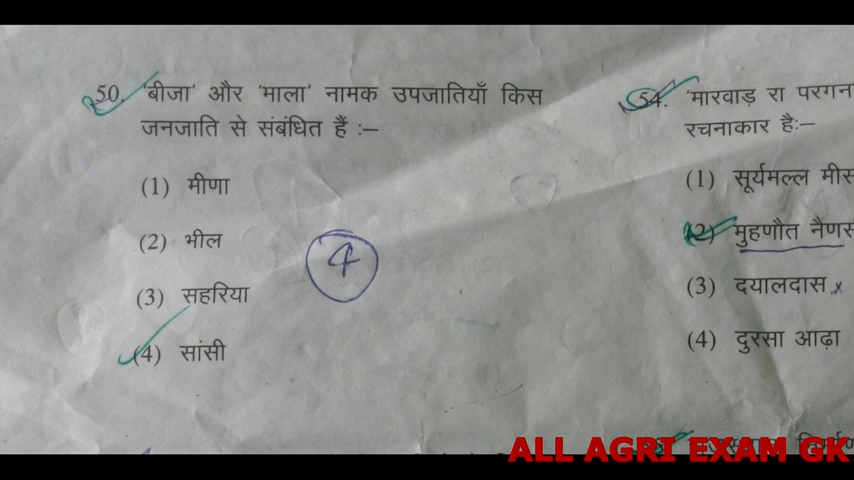 50. 'बीजा' और 'माला' नामक उपजातियाँ किस
जनजाति से संबंधित हैं :–
(1) मीणा
(2) भील
(3) सहरिया
(4) सांसी
4
54. 'मारवाड़ रा परगन
रचनाकार है:–
(1) सूर्यमल्ल मीस
(2) मुहणौत नैणसी
(3) दयालदास x
(4) दुरसा आढ़ा
ALL AGRI EXAM GK